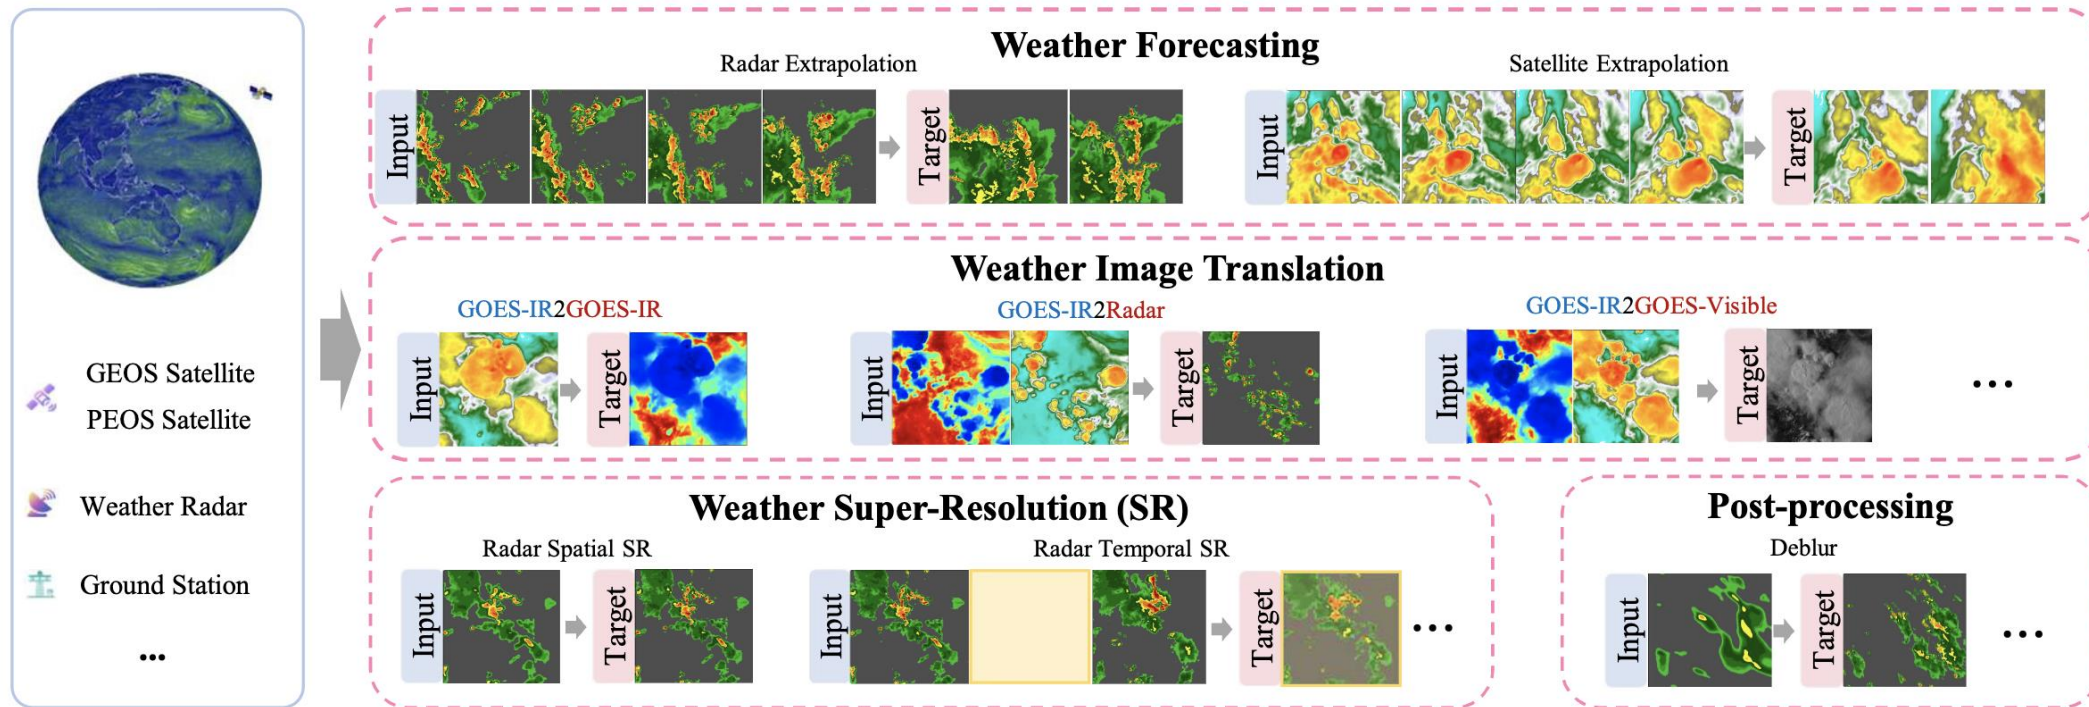 GEOS Satellite
PEOS Satellite
Weather Radar
Ground Station
...
Weather Forecasting
Radar Extrapolation
Satellite Extrapolation
Input
Target
Input
Target
Weather Image Translation
GOES-IR2GOES-IR
GOES-IR2Radar
GOES-IR2GOES-Visible
Input
Target
Input
Target
Input
Target
...
Weather Super-Resolution (SR)
Radar Spatial SR
Radar Temporal SR
Input
Target
Input
Target
...
Post-processing
Deblur
Input
Target
...